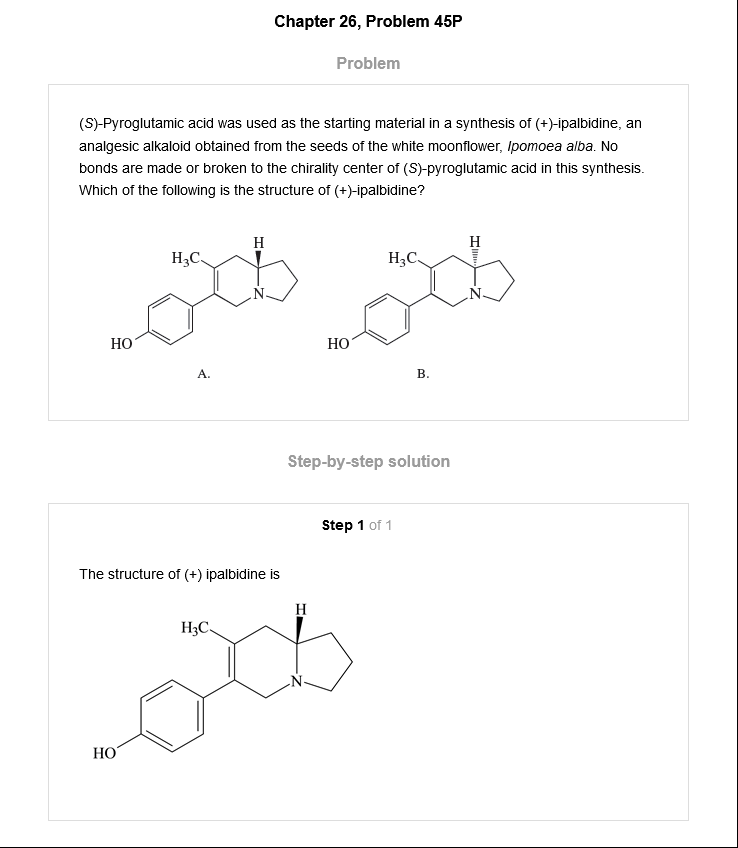 Chapter 26, Problem 45P
Problem
(S)-Pyroglutamic acid was used as the starting material in a synthesis of (+)-ipalbidine, an
analgesic alkaloid obtained from the seeds of the white moonflower, Ipomoea alba. No
bonds are made or broken to the chirality center of (S)-pyroglutamic acid in this synthesis.
Which of the following is the structure of (+)-ipalbidine?
H H
H₃C H₃C
N N
HO HO
A. B.
Step-by-step solution
Step 1 of 1
The structure of (+) ipalbidine is
H
H₃C
N
HO